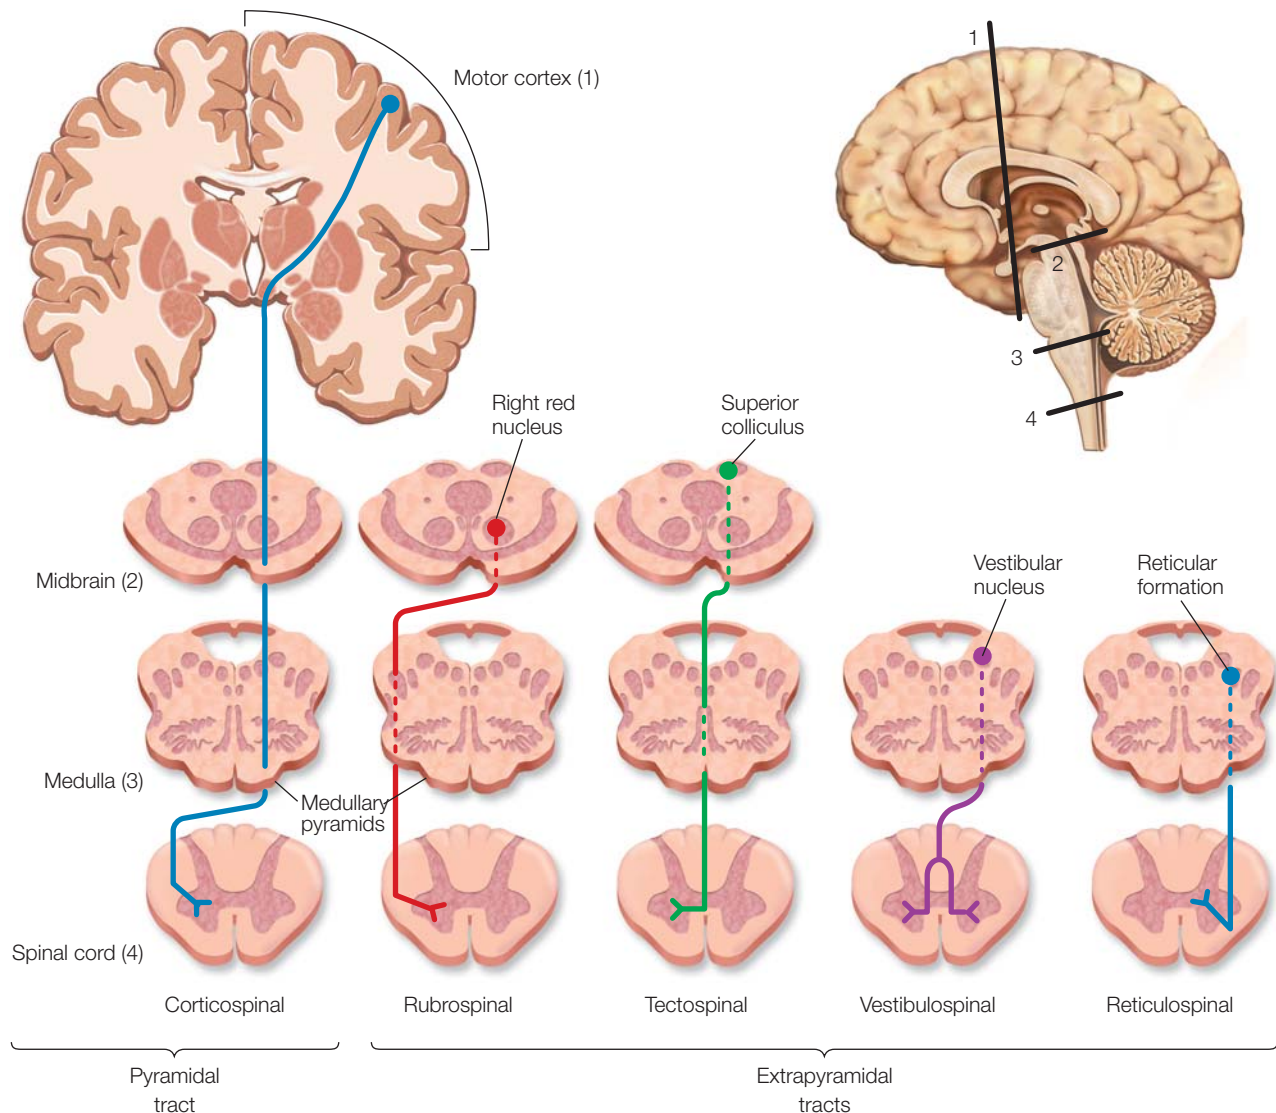 Motor cortex (1)
1
2
3
4
Right red
nucleus
Superior
colliculus
Midbrain (2)
Vestibular
nucleus
Reticular
formation
Medulla (3)
Medullary
pyramids
Spinal cord (4)
Corticospinal
Rubrospinal
Tectospinal
Vestibulospinal
Reticulospinal
Pyramidal
tract
Extrapyramidal
tracts